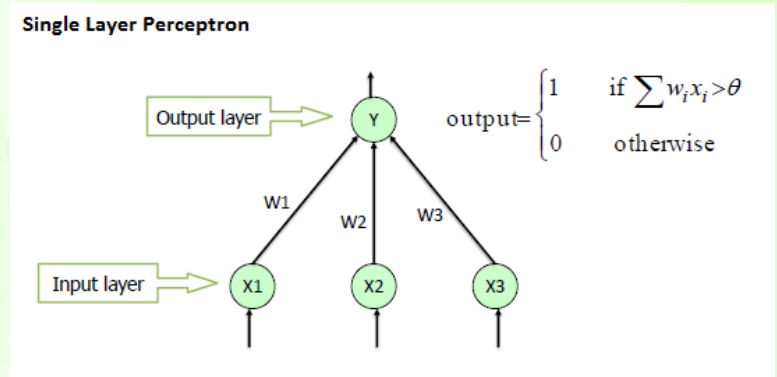 Single Layer Perceptron
Output layer
Y
output= { 1 if ∑wᵢxᵢ>θ
0 otherwise
W1
W2
W3
Input layer
X1
X2
X3